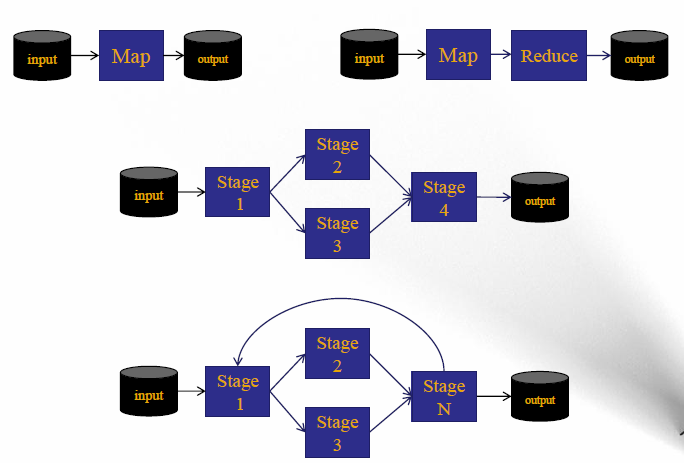 input
Map
output
input
Map
Reduce
output
input
Stage
1
Stage
2
Stage
3
Stage
4
output
input
Stage
1
Stage
2
Stage
3
Stage
N
output